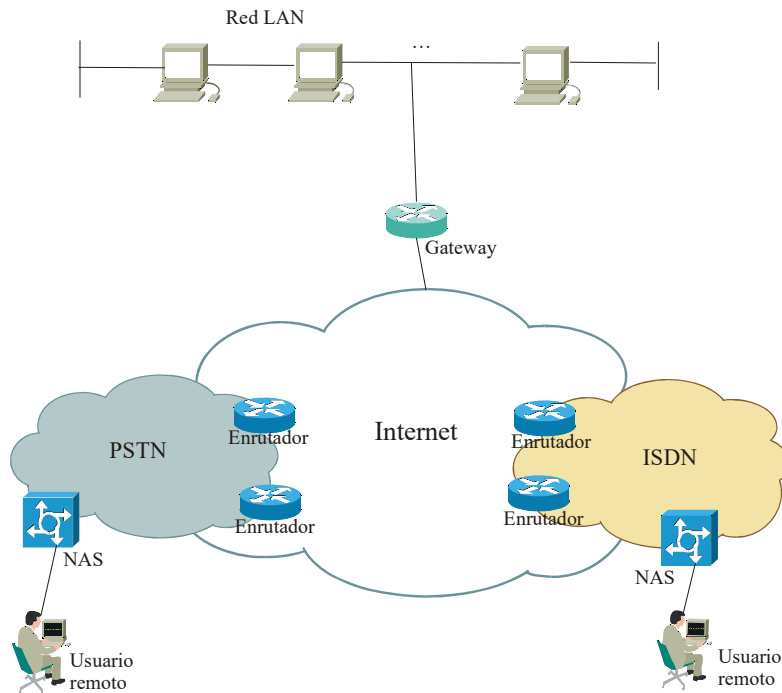 Red LAN
...
Gateway
Enrutador
Enrutador
PSTN
Internet
ISDN
Enrutador
Enrutador
NAS
NAS
Usuario
remoto
Usuario
remoto